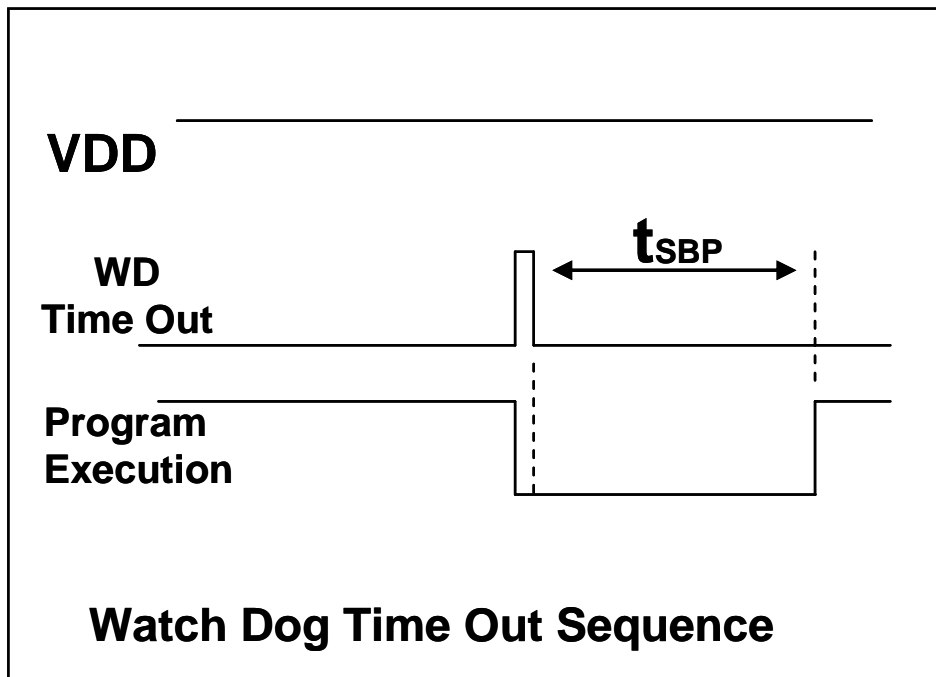 VDD
tSBP
WD
Time Out
Program
Execution
Watch Dog Time Out Sequence